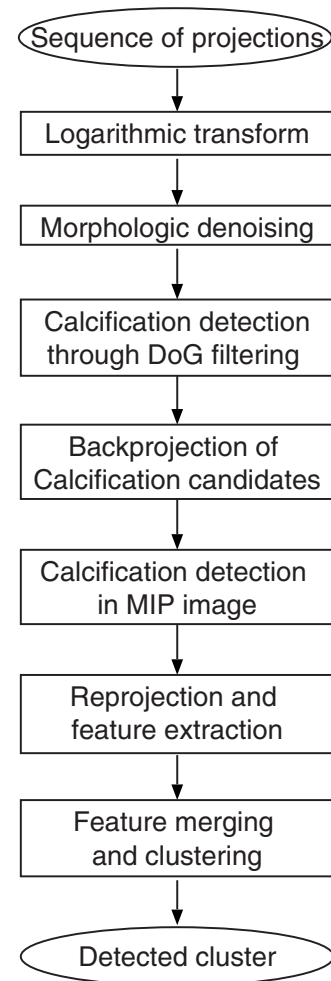 Sequence of projections
Logarithmic transform
Morphologic denoising
Calcification detection
through DoG filtering
Backprojection of
Calcification candidates
Calcification detection
in MIP image
Reprojection and
feature extraction
Feature merging
and clustering
Detected cluster